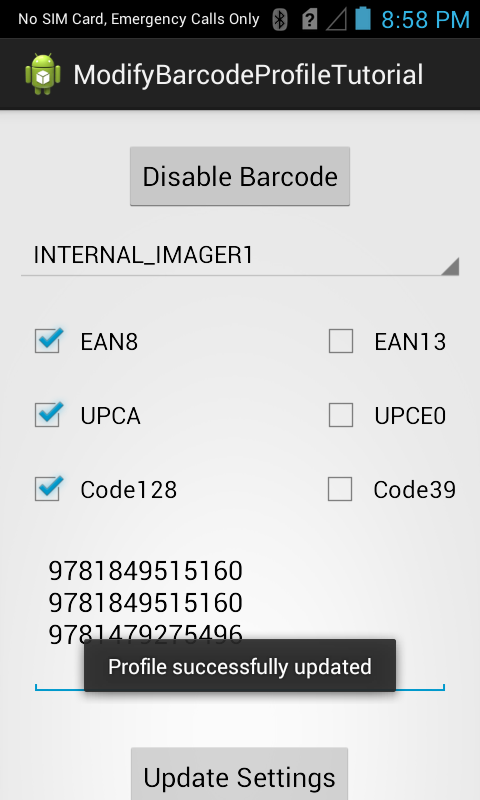 No SIM Card, Emergency Calls Only 8:58 PM
ModifyBarcodeProfileTutorial
Disable Barcode
INTERNAL_IMAGER1
EAN8 EAN13
UPCA UPCE0
Code128 Code39
9781849515160
9781849515160
9781479275496
Profile successfully updated
Update Settings